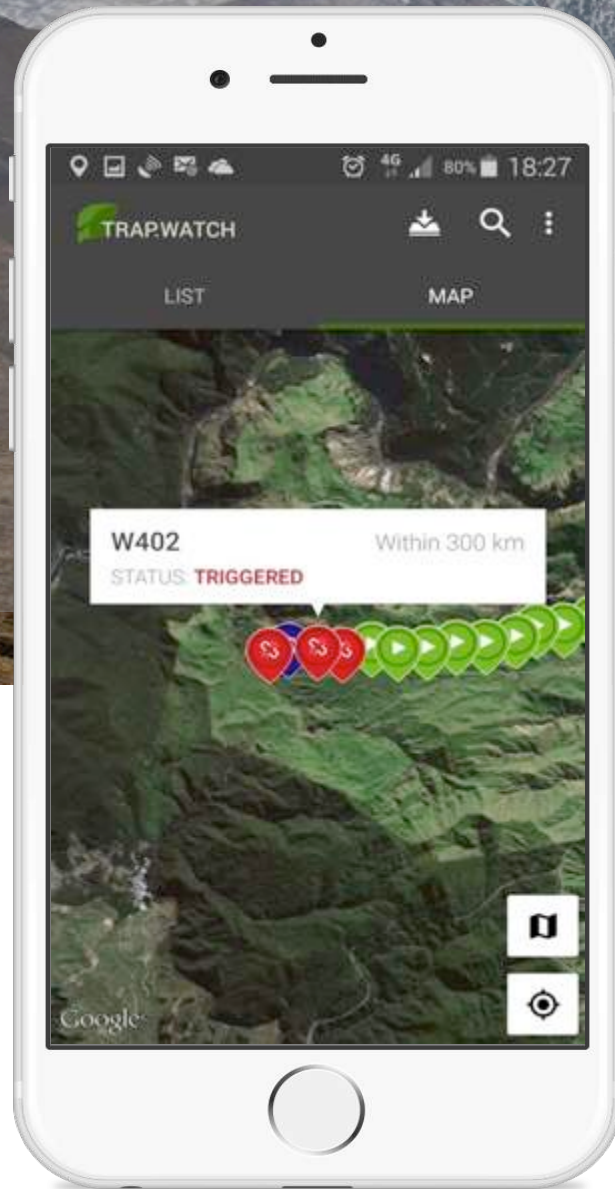 4G 80% 18:27
TRAP.WATCH
LIST MAP
W402 Within 300 km
STATUS: TRIGGERED
Google